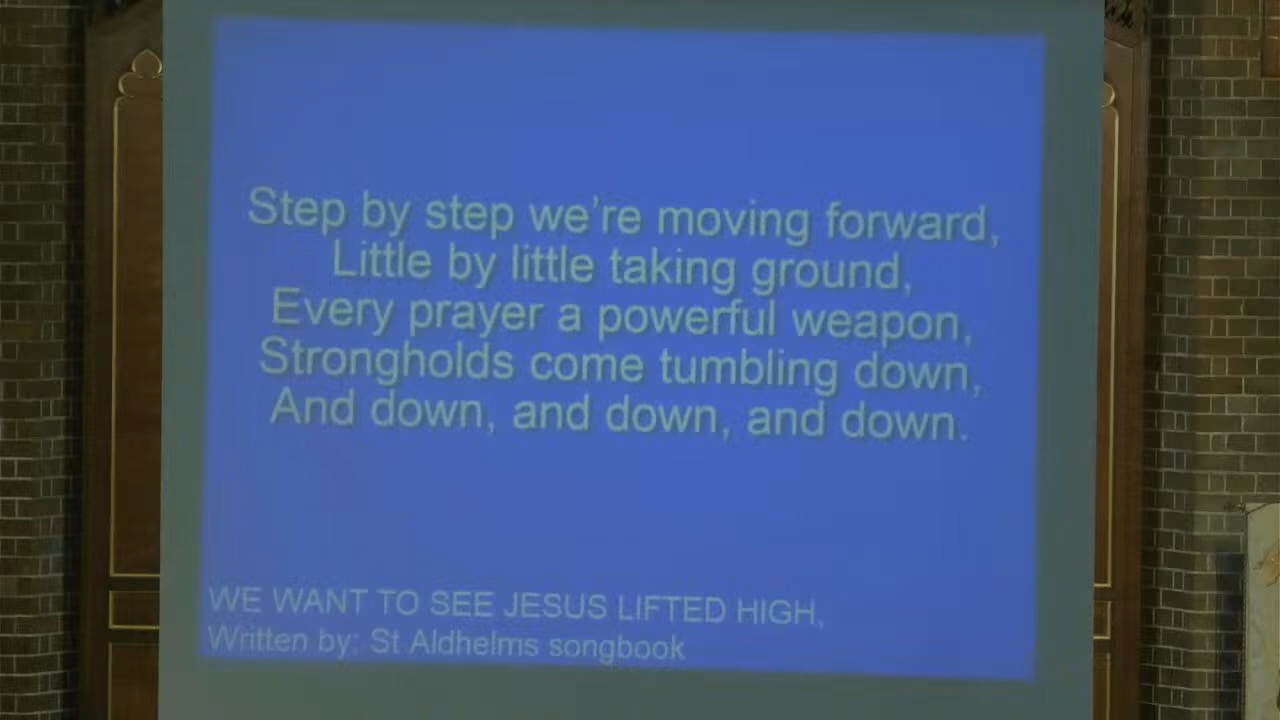 Step by step we're moving forward,
Little by little taking ground,
Every prayer a powerful weapon,
Strongholds come tumbling down,
And down, and down, and down.
WE WANT TO SEE JESUS LIFTED HIGH,
Written by: St Aldhelms songbook